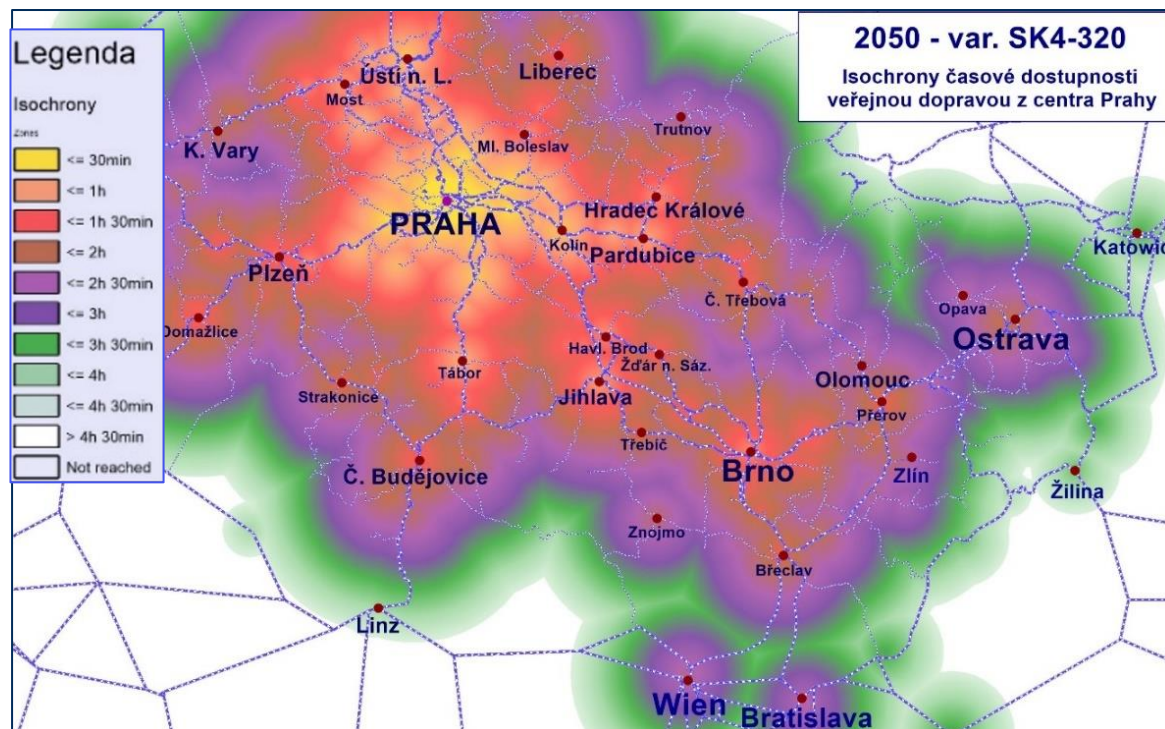 Legenda
Isochrony
Zones
<= 30min
<= 1h
<= 1h 30min
<= 2h
<= 2h 30min
<= 3h
<= 3h 30min
<= 4h
<= 4h 30min
> 4h 30min
Not reached
2050 - var. SK4-320
Isochrony časové dostupnosti
veřejnou dopravou z centra Prahy
Ústí n. L.
Liberec
Most
Trutnov
K. Vary
Ml. Boleslav
PRAHA
Hradec Králové
Kolín
Pardubice
Katowic
Plzeň
Č. Třebová
Opava
Domažlice
Ostrava
Havl. Brod
Žďár n. Sáz.
Tábor
Olomouc
Strakonice
Jihlava
Přerov
Třebíč
Brno
Zlín
Č. Budějovice
Žilina
Znojmo
Břeclav
Linz
Wien
Bratislava